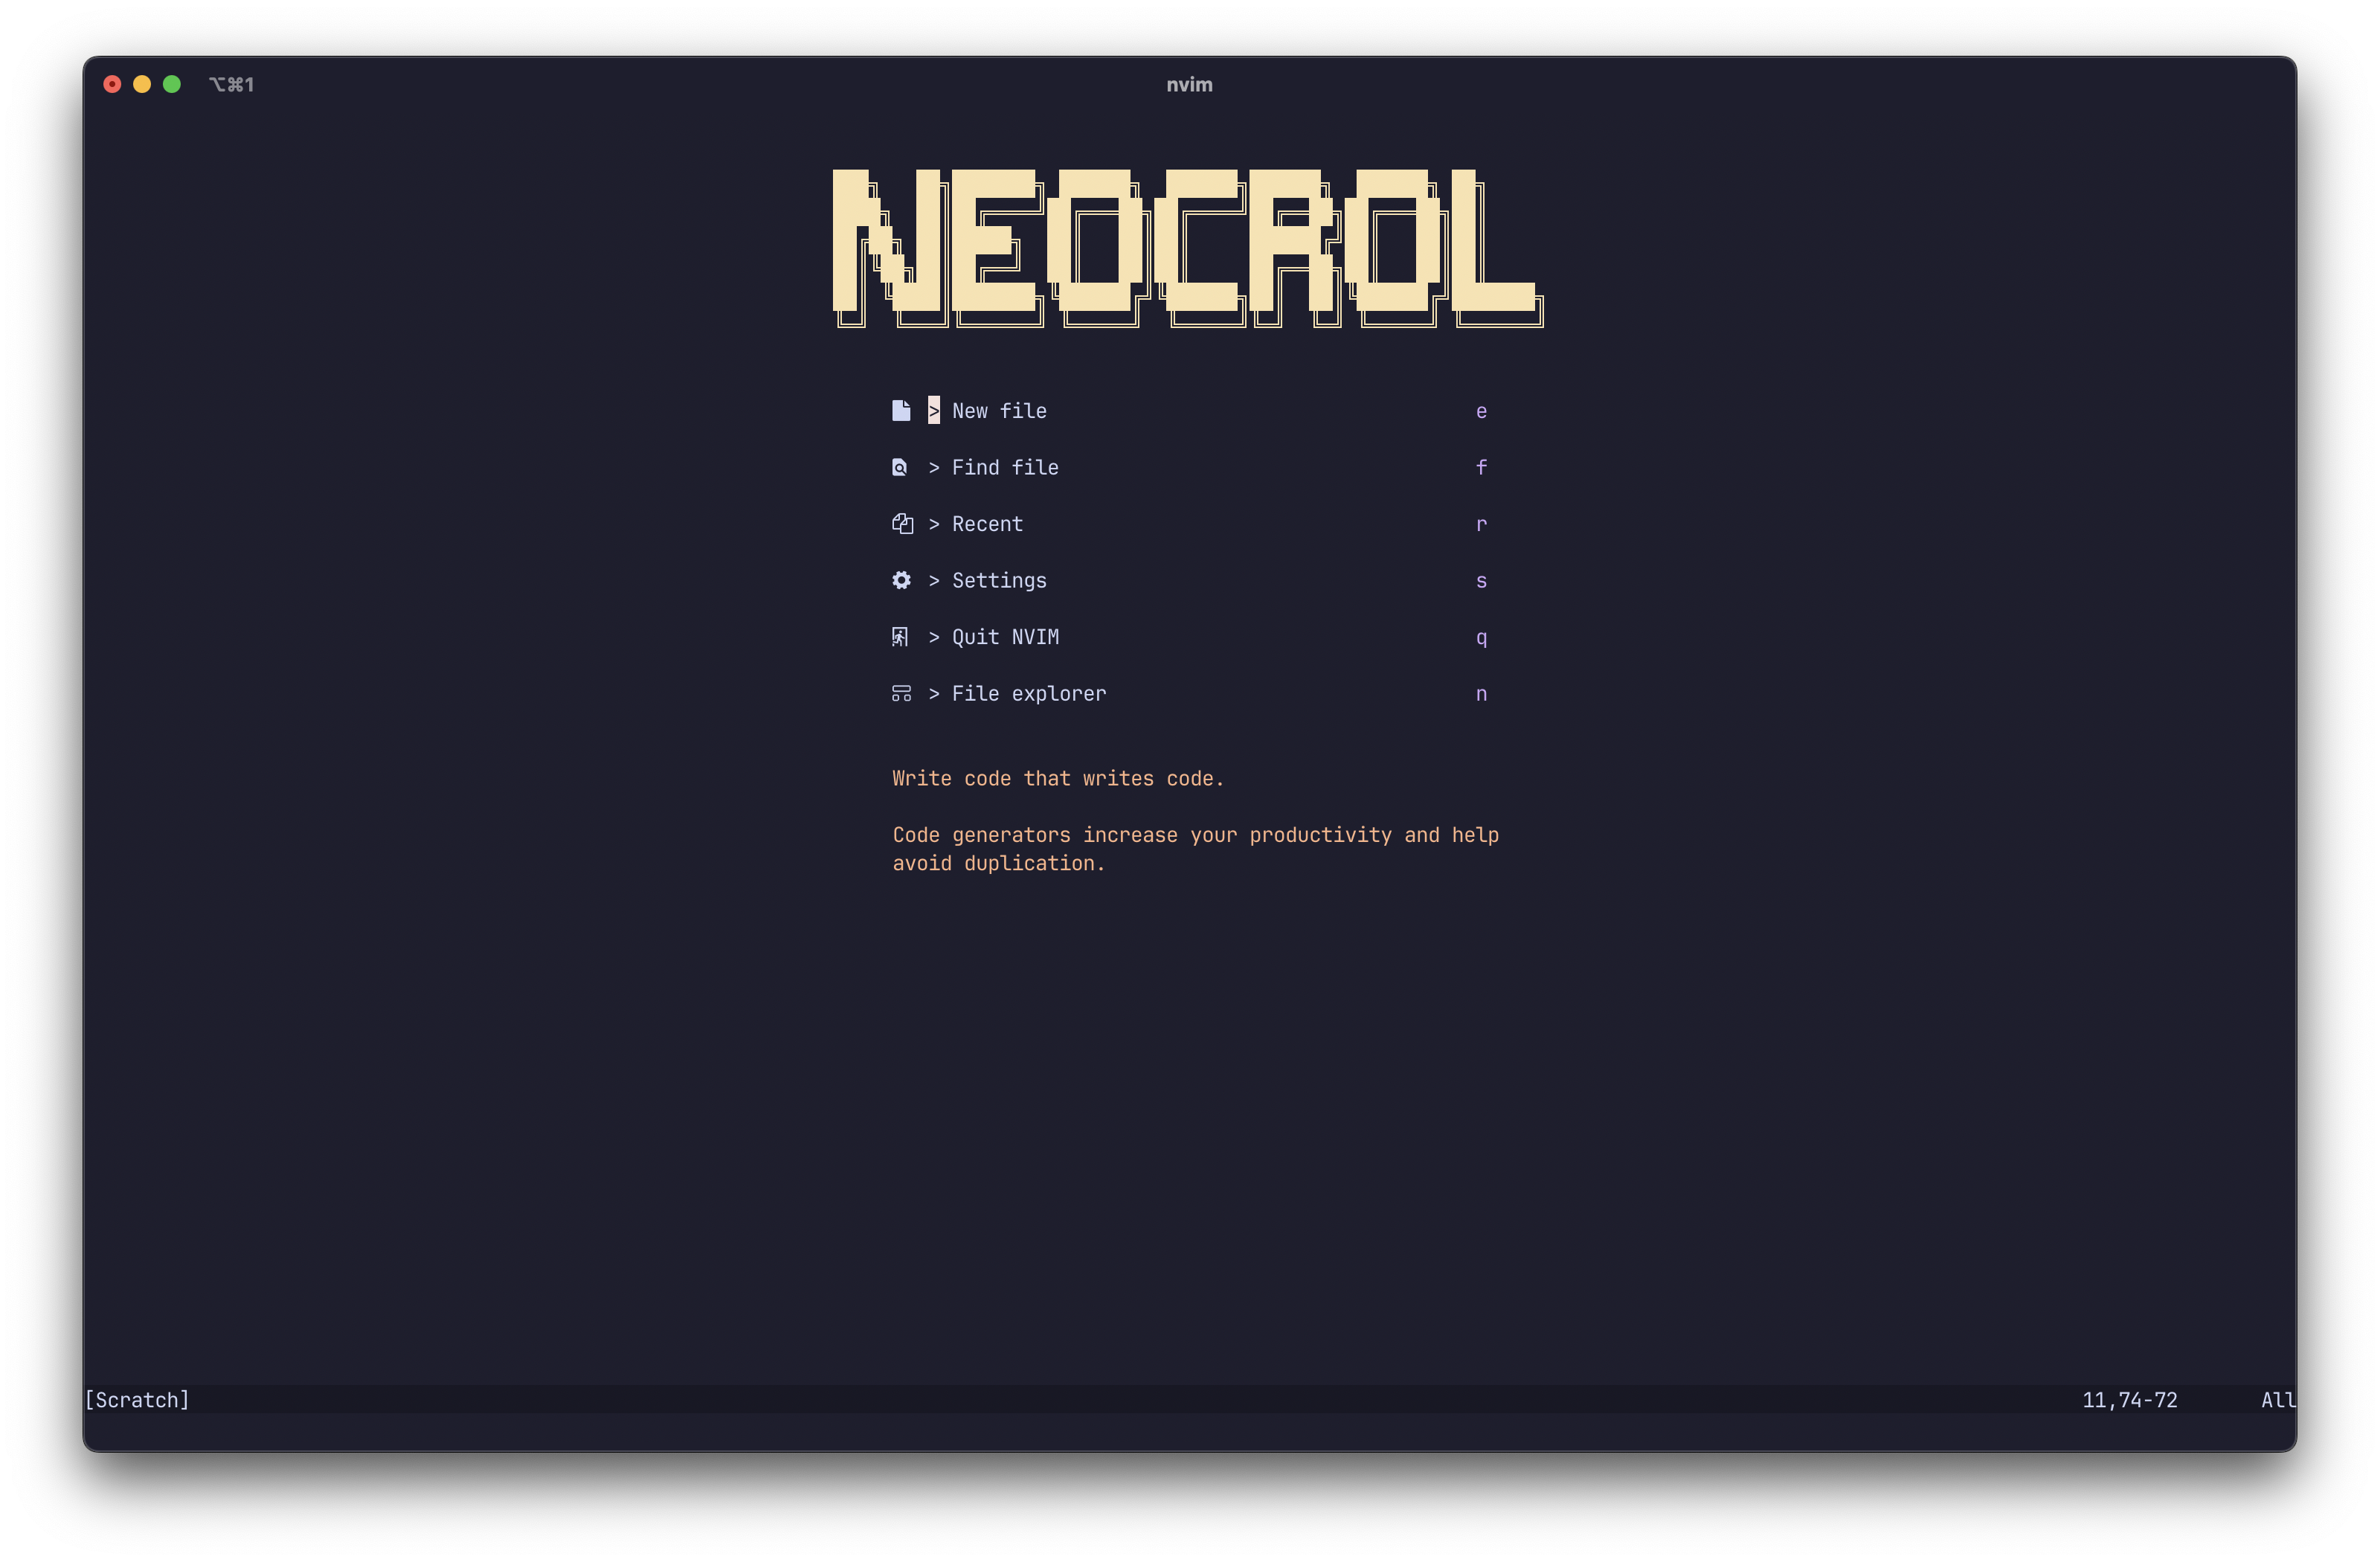 ⌥⌘1 nvim
NEOCROL
> New file e
> Find file f
> Recent r
> Settings s
> Quit NVIM q
> File explorer n
Write code that writes code.
Code generators increase your productivity and help
avoid duplication.
[Scratch] 11,74-72 All